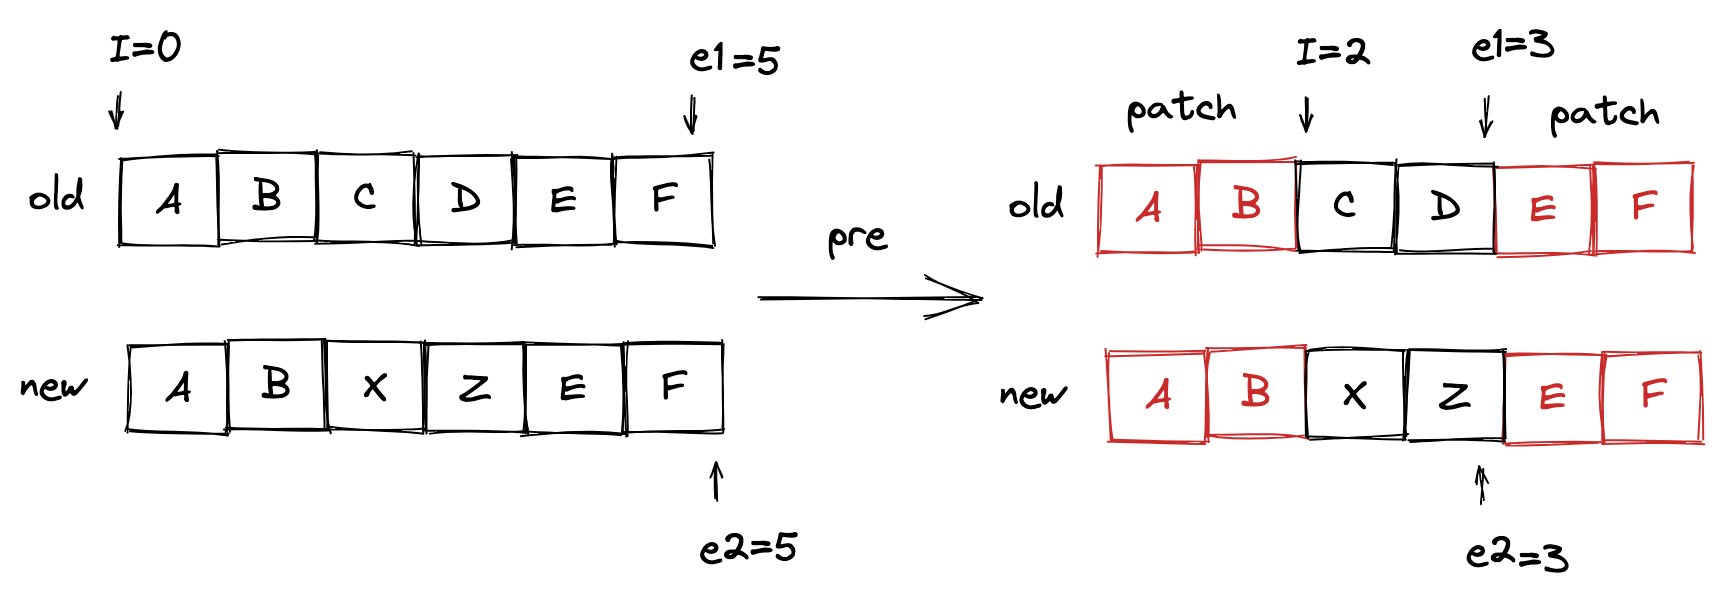 I=0
e1=5
old
A B C D E F
new
A B X Z E F
e2=5
pre
I=2
e1=3
patch
patch
old
A B C D E F
new
A B X Z E F
e2=3